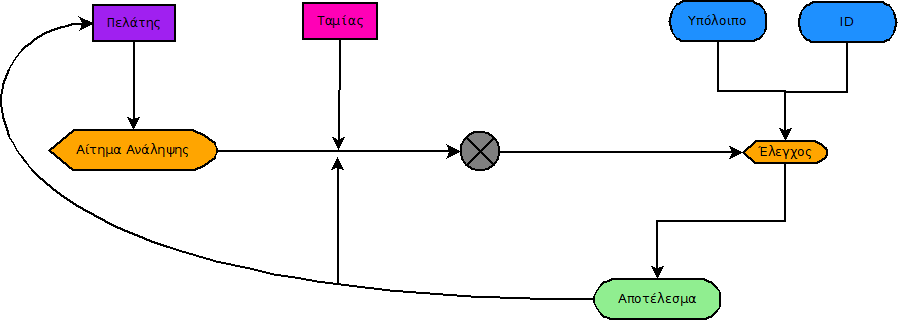 Πελάτης
Ταμίας
Υπόλοιπο
ID
Αίτημα Ανάληψης
Έλεγχος
Αποτέλεσμα